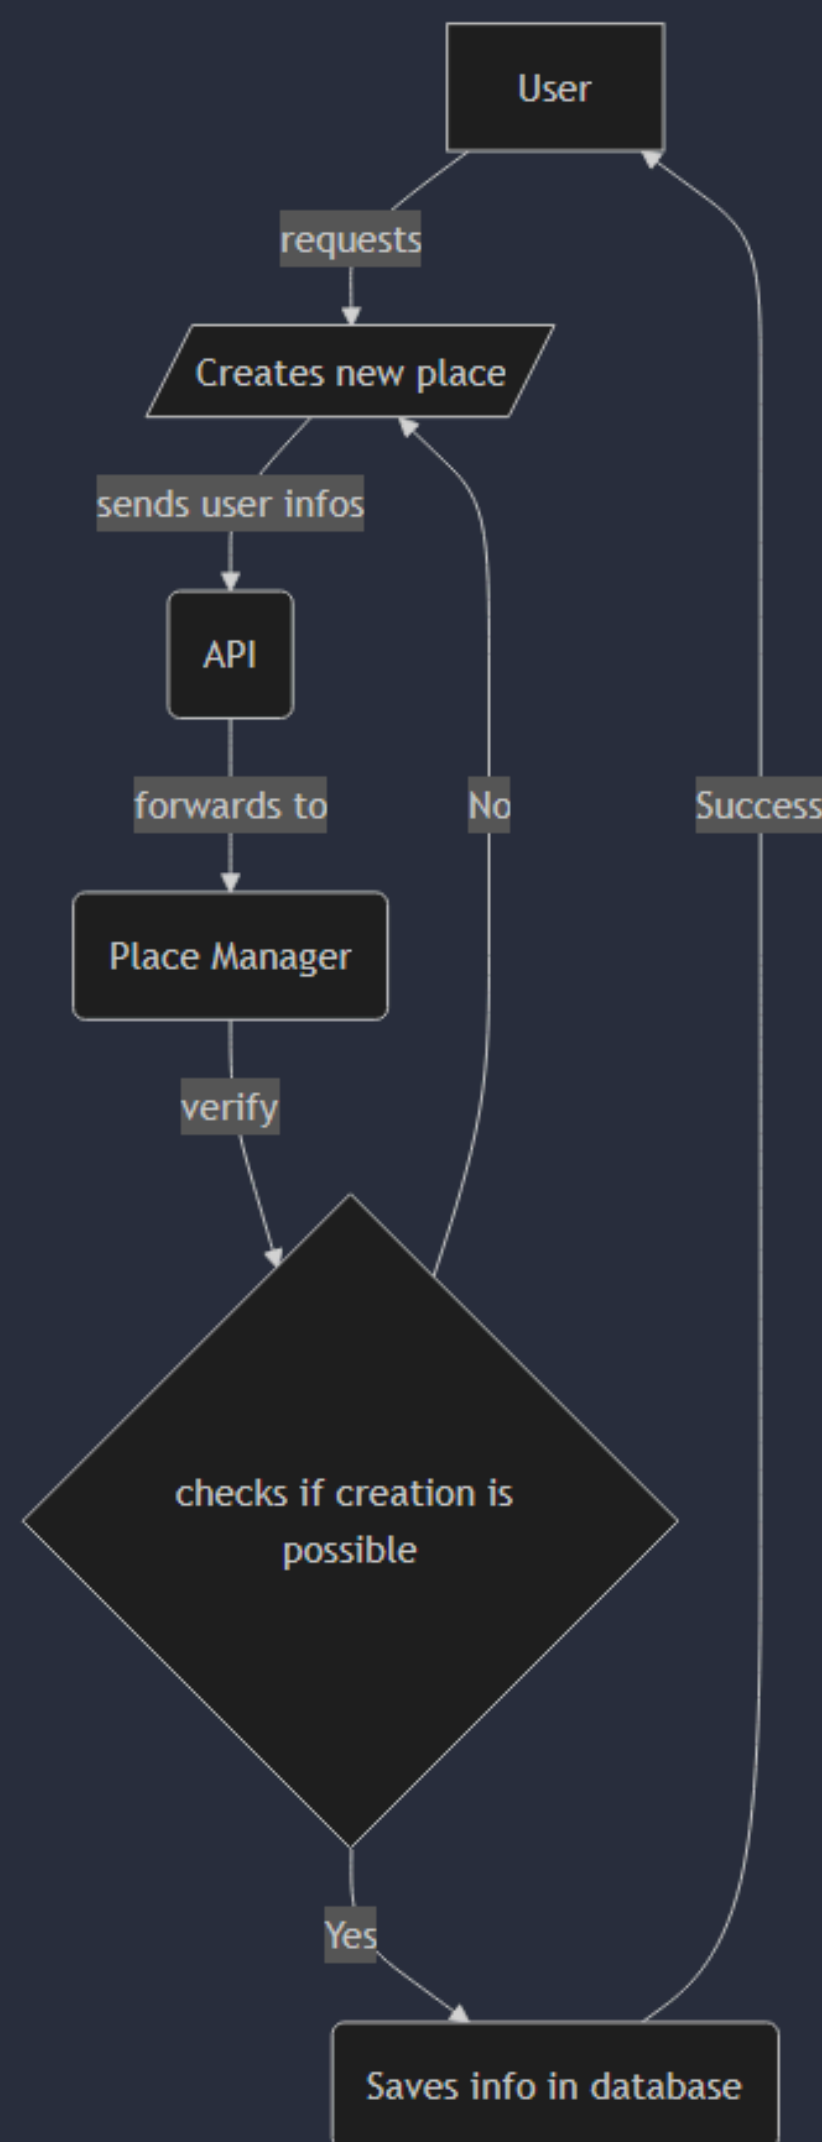 User
requests
Creates new place
sends user infos
API
forwards to
No
Success
Place Manager
verify
checks if creation is
possible
Yes
Saves info in database